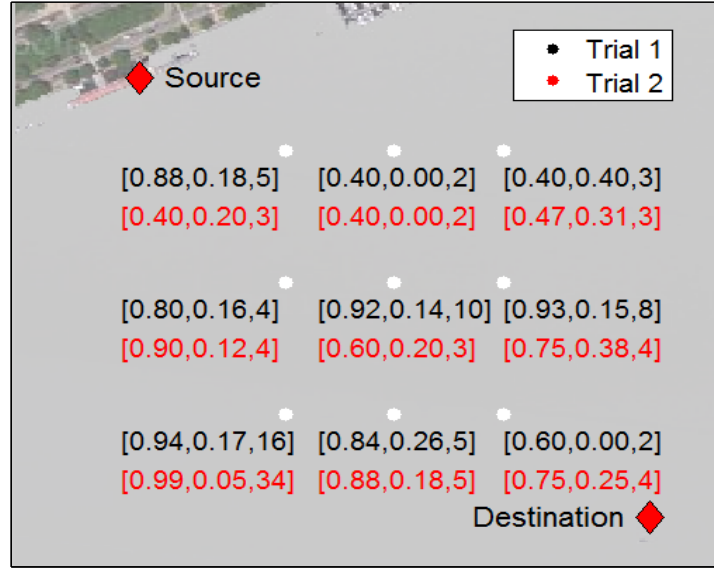 Trial 1
Trial 2
Source
[0.88,0.18,5] [0.40,0.00,2] [0.40,0.40,3]
[0.40,0.20,3] [0.40,0.00,2] [0.47,0.31,3]
[0.80,0.16,4] [0.92,0.14,10] [0.93,0.15,8]
[0.90,0.12,4] [0.60,0.20,3] [0.75,0.38,4]
[0.94,0.17,16] [0.84,0.26,5] [0.60,0.00,2]
[0.99,0.05,34] [0.88,0.18,5] [0.75,0.25,4]
Destination